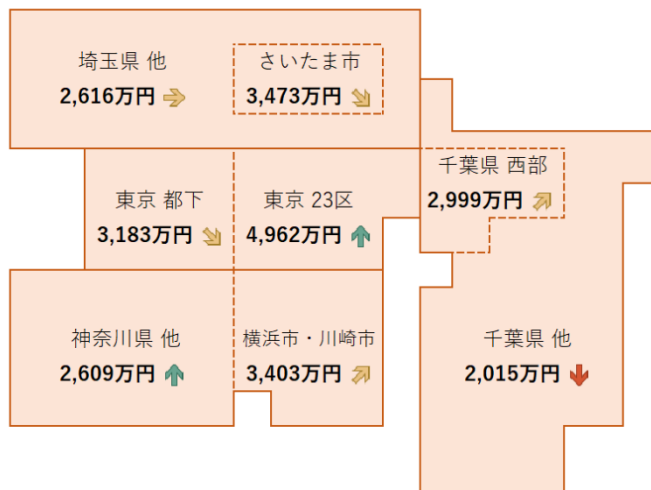 埼玉県 他
2,616万円
さいたま市
3,473万円
千葉県 西部
2,999万円
東京 都下
3,183万円
東京 23区
4,962万円
神奈川県 他
2,609万円
横浜市・川崎市
3,403万円
千葉県 他
2,015万円